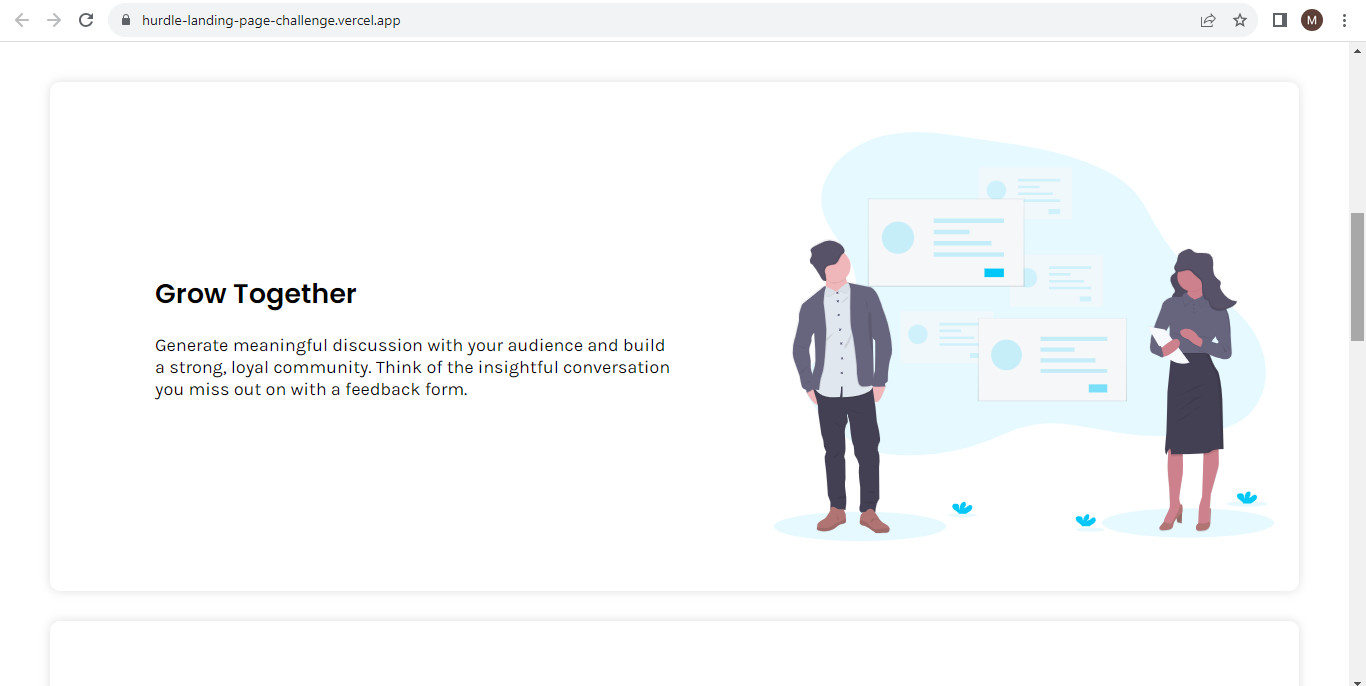 hurdle-landing-page-challenge.vercel.app
M
Grow Together
Generate meaningful discussion with your audience and build
a strong, loyal community. Think of the insightful conversation
you miss out on with a feedback form.